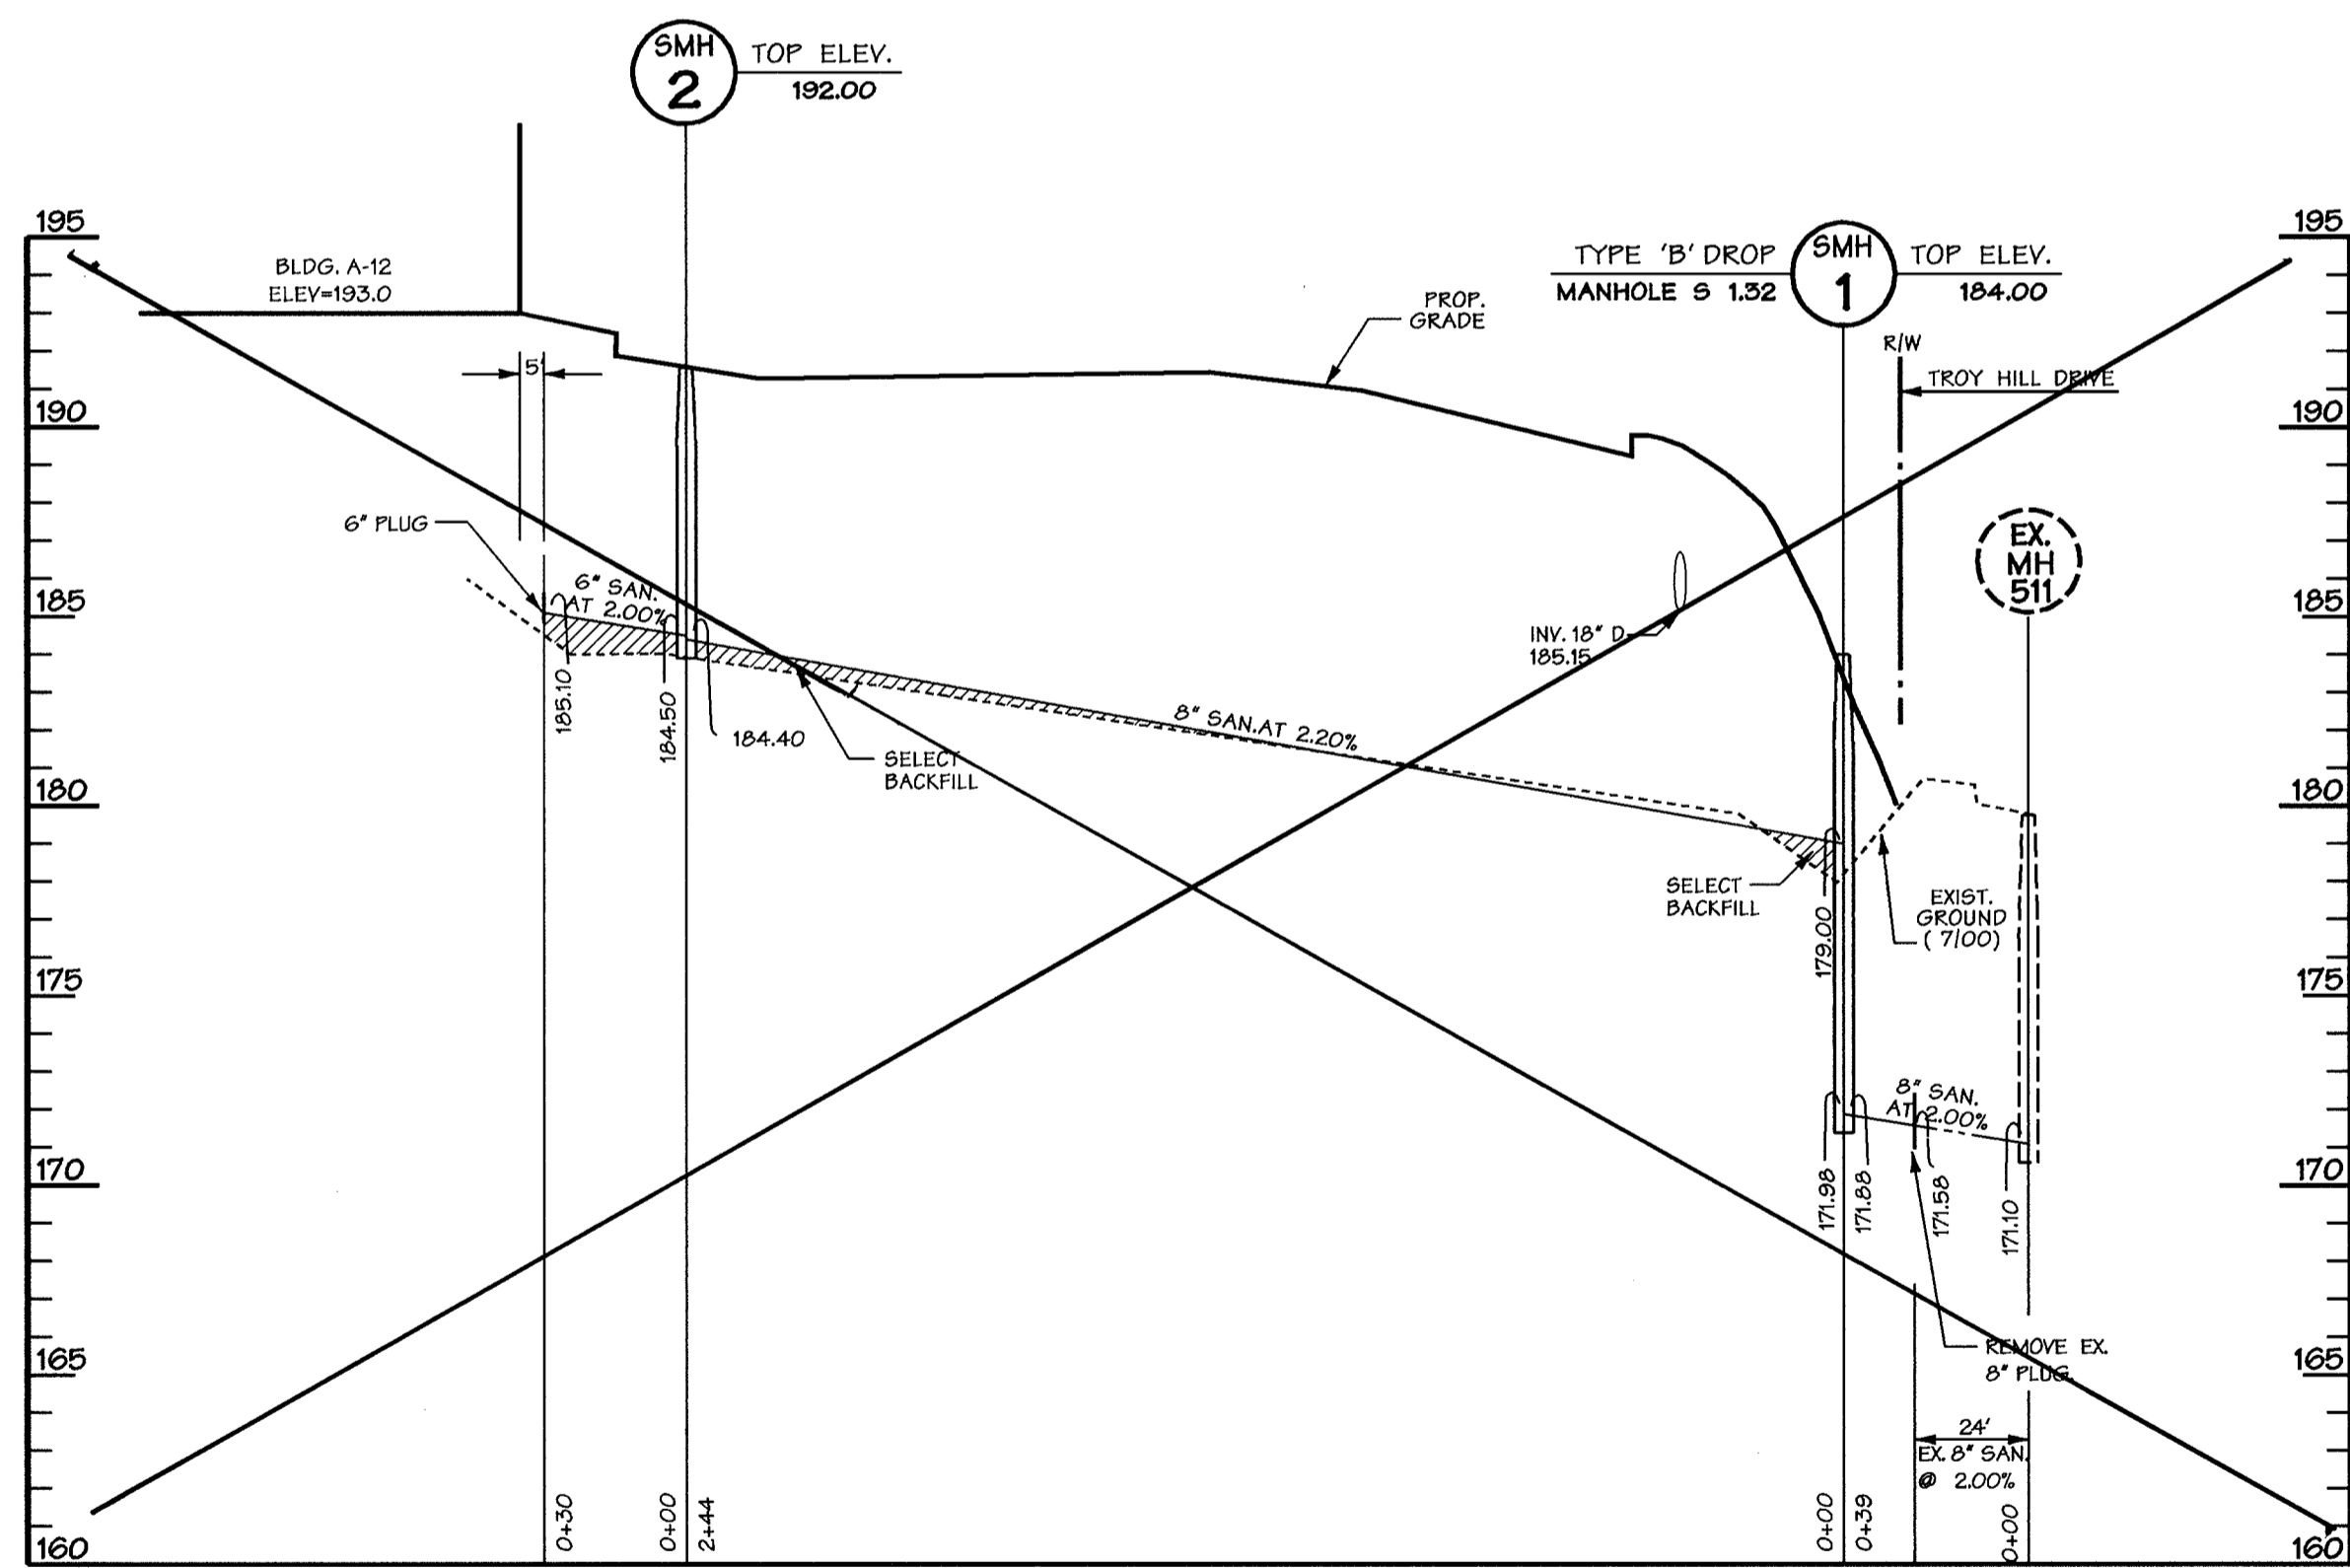 SMH
2
TOP ELEV.
192.00
195
195
BLDG. A-12
ELEV=193.0
TYPE 'B' DROP
MANHOLE S 1.32
SMH
1
TOP ELEV.
184.00
PROP.
GRADE
R/W
TROY HILL DRIVE
5'
190
190
6" PLUG
EX.
MH
511
6" SAN.
AT 2.00%
185
185
INV. 18" D
185.15
185.10
184.50
184.40
8" SAN. AT 2.20%
SELECT
BACKFILL
180
180
SELECT
BACKFILL
179.00
EXIST.
GROUND
( 7/00)
175
175
8" SAN.
AT 2.00%
171.98
171.88
171.58
171.10
170
170
REMOVE EX.
8" PLUG.
165
165
24'
EX. 8" SAN.
@ 2.00%
0+30
0+00
2+44
0+00
0+39
0+00
160
160